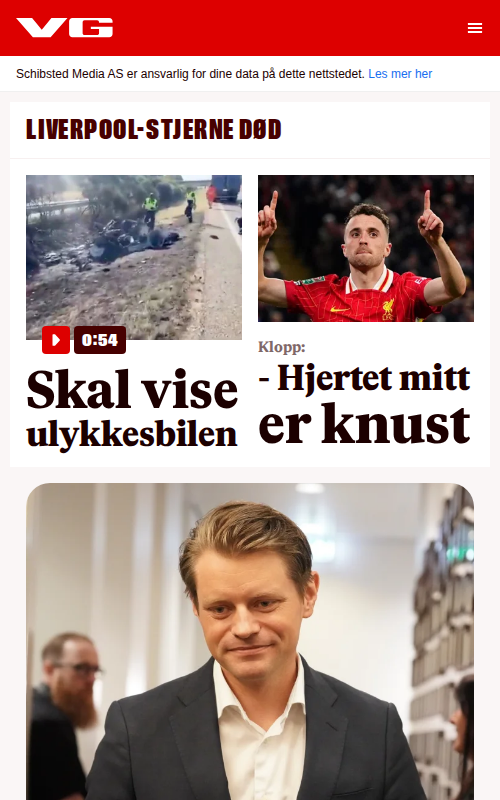 VG
Schibsted Media AS er ansvarlig for dine data på dette nettstedet. Les mer her
LIVERPOOL-STJERNE DØD
0:54
Skal vise
ulykkesbilen
Klopp:
- Hjertet mitt
er knust